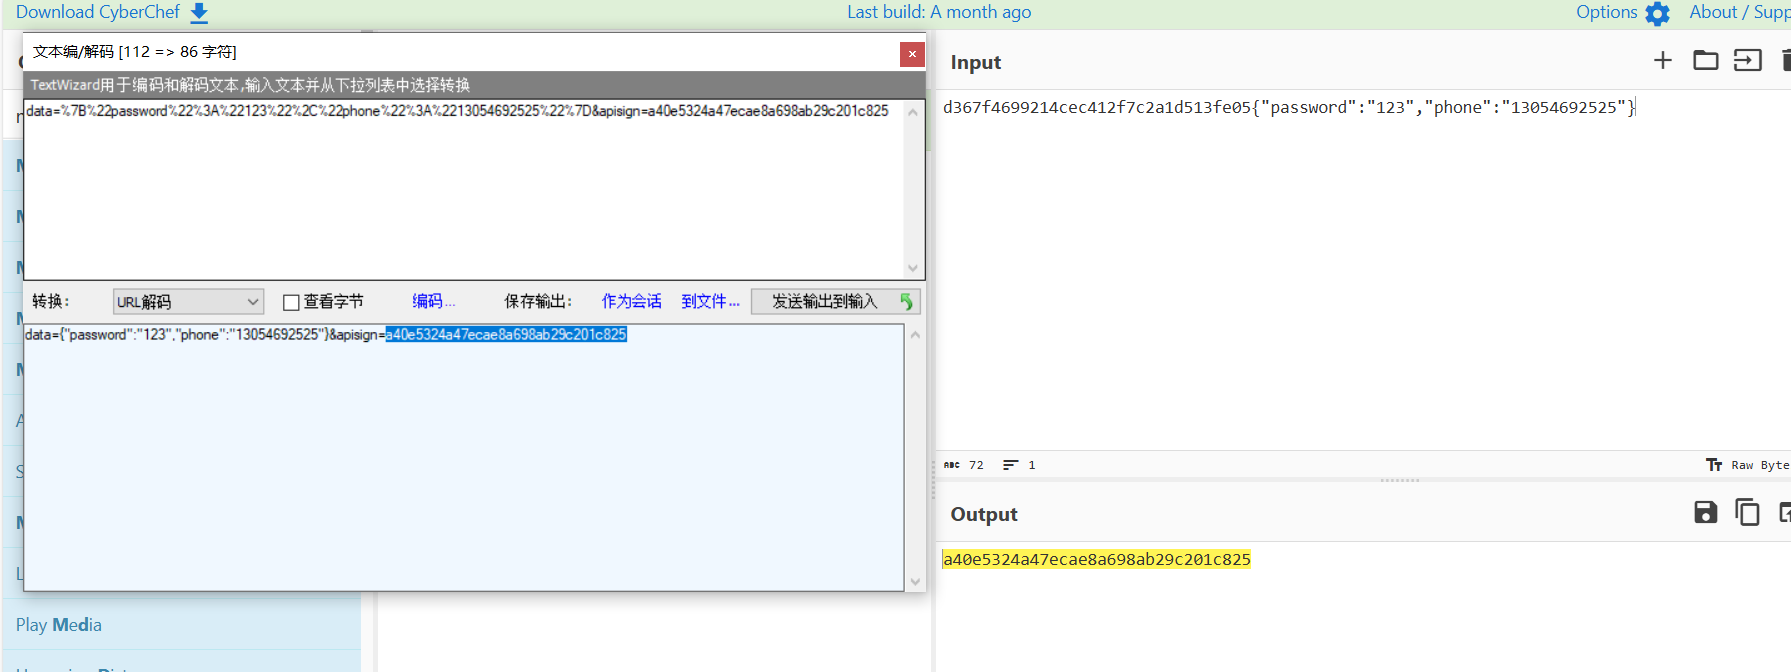 Download CyberChef
Last build: A month ago
Options
About / Supp
文本编/解码 [112 => 86 字符]
TextWizard用于编码和解码文本,输入文本并从下拉列表中选择转换
data=%7B%22password%22%3A%22123%22%2C%22phone%22%3A%2213054692525%22%7D&apisign=a40e5324a47ecae8a698ab29c201c825
转换:
URL解码
查看字节
编码...
保存输出:
作为会话
到文件...
发送输出到输入
data={"password":"123","phone":"13054692525"}&apisign=a40e5324a47ecae8a698ab29c201c825
Play Media
Input
d367f4699214cec412f7c2a1d513fe05{"password":"123","phone":"13054692525"}
ABC 72
1
Tт Raw Byte
Output
a40e5324a47ecae8a698ab29c201c825